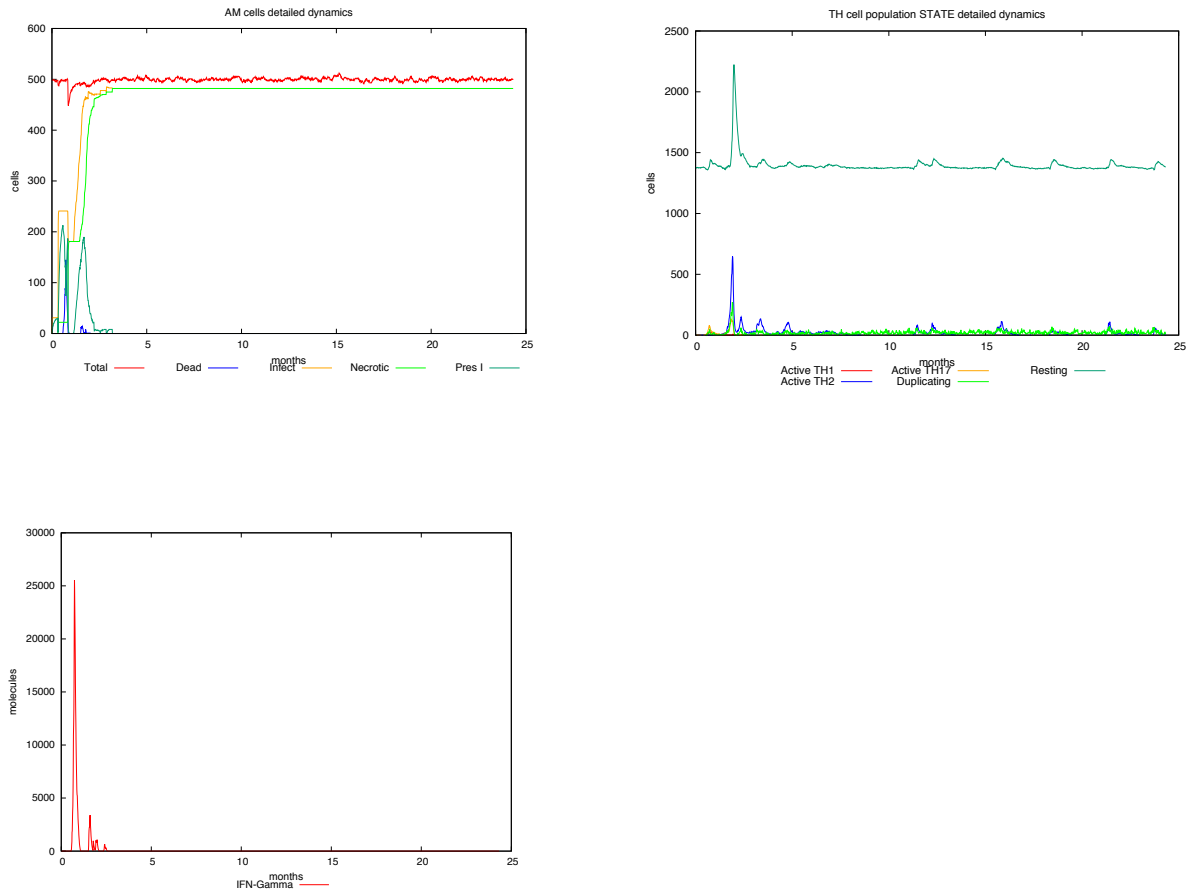 AM cells detailed dynamics
600
500
400
300
200
100
0
cells
0 5 10 15 20 25
months
Total Dead Infect Necrotic Pres I
TH cell population STATE detailed dynamics
2500
2000
1500
1000
500
0
cells
0 5 10 15 20 25
months
Active TH1 Active TH17 Resting
Active TH2 Duplicating
30000
25000
20000
15000
10000
5000
0
molecules
0 5 10 15 20 25
months
IFN-Gamma